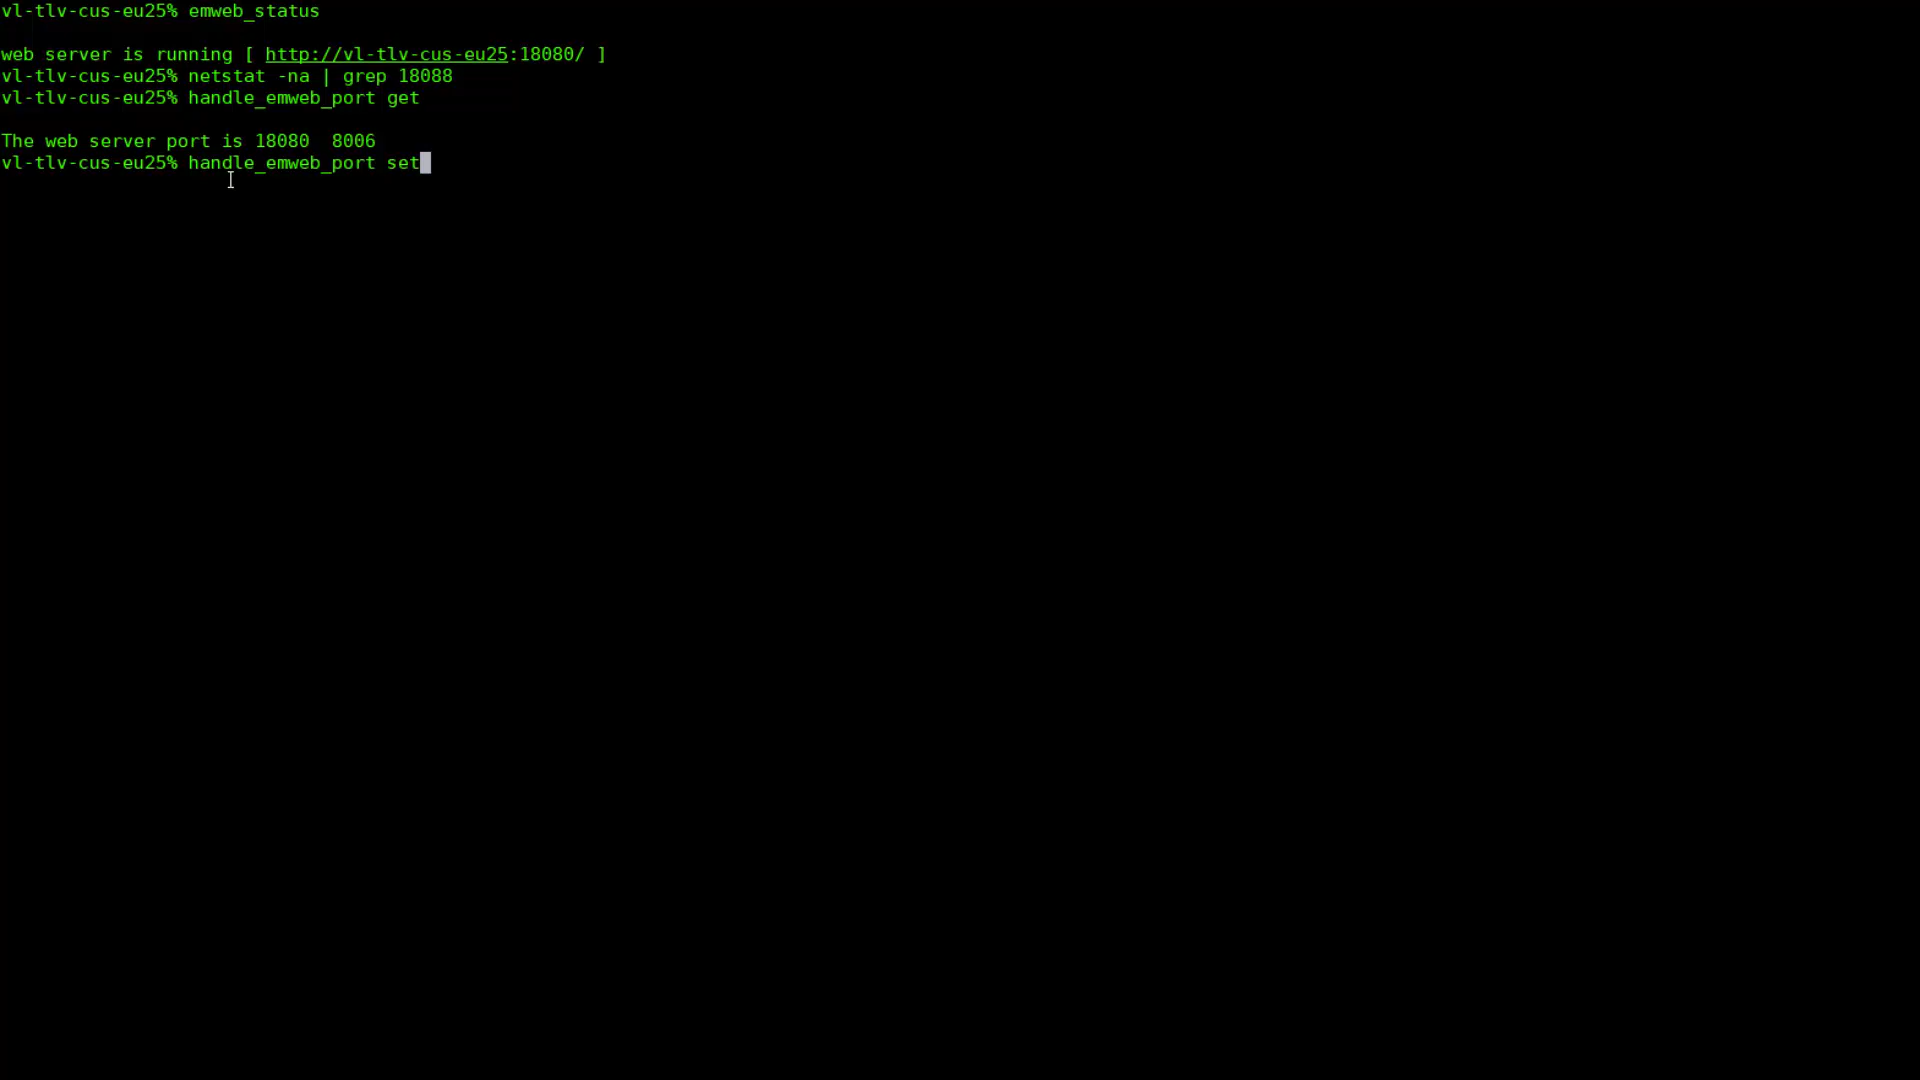 vl-tlv-cus-eu25% emweb_status
web server is running [ http://vl-tlv-cus-eu25:18080/ ]
vl-tlv-cus-eu25% netstat -na | grep 18088
vl-tlv-cus-eu25% handle_emweb_port get
The web server port is 18080  8006
vl-tlv-cus-eu25% handle_emweb_port set